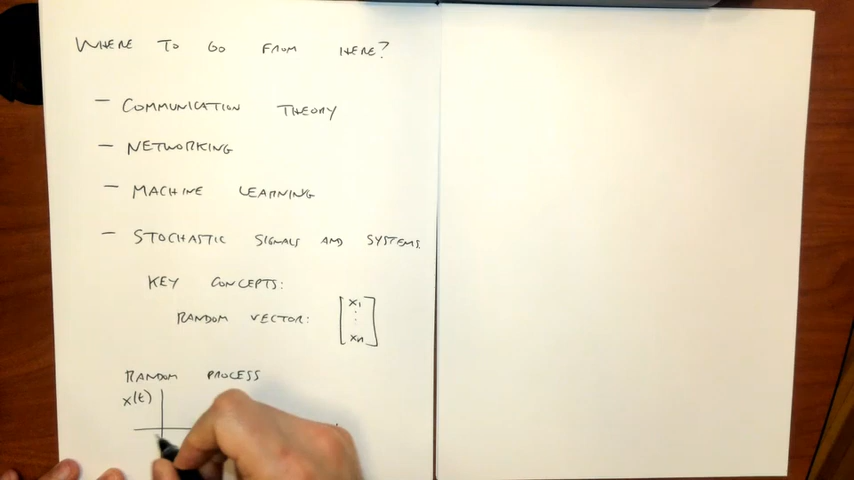 WHERE TO GO FROM HERE?
- COMMUNICATION THEORY
- NETWORKING
- MACHINE LEARNING
- STOCHASTIC SIGNALS AND SYSTEMS.
KEY CONCEPTS:
RANDOM VECTOR: [x1 ⋮ xn]
RANDOM PROCESS
x(t)